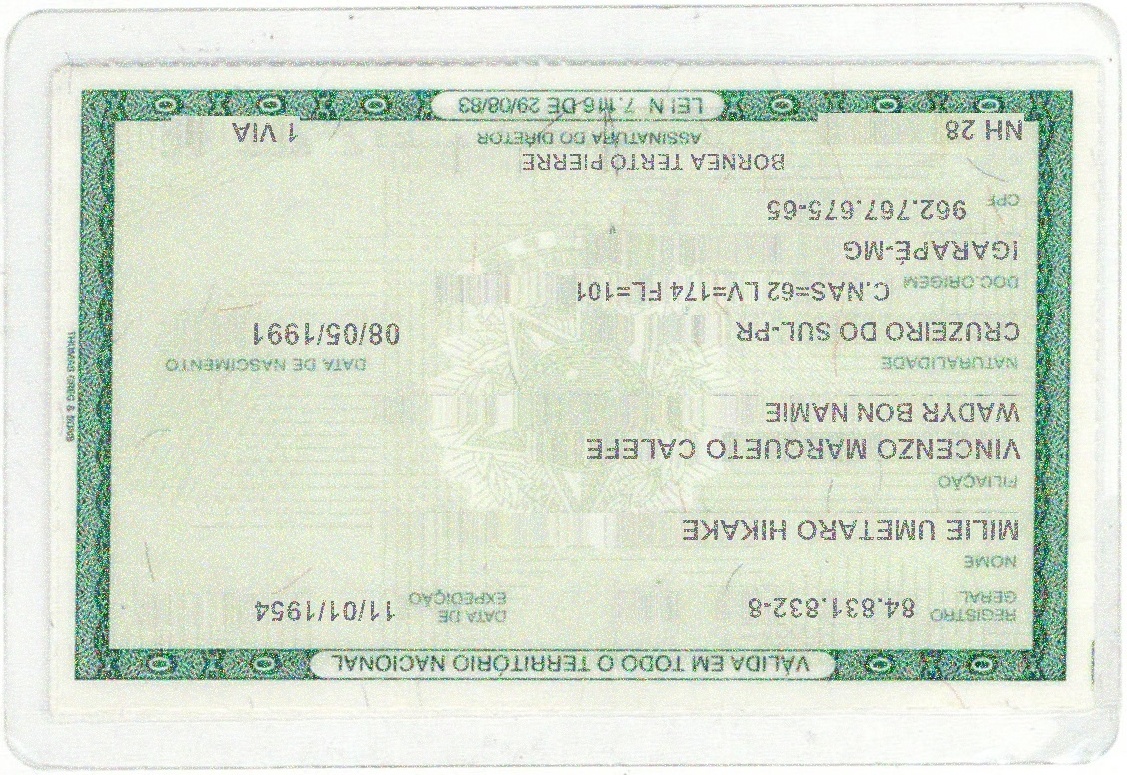 VÁLIDA EM TODO O TERRITÓRIO NACIONAL
REGISTRO GERAL 84.831.832-8 DATA DE EXPEDIÇÃO 11/01/1954
NOME
MILIE UMETARO HIKAKE
FILIAÇÃO
VINCENZO MARQUETO CALEFE
WADYR BON NAMIE
NATURALIDADE DATA DE NASCIMENTO
CRUZEIRO DO SUL-PR 08/05/1991
DOC.ORIGEM C.NAS=62 LV=174 FL=101
IGARAPÉ-MG
CPF 962.767.675-65
BORNEA TERTO PIERRE
NH 28 ASSINATURA DO DIRETOR 1 VIA
LEI N 7.116 DE 29/08/83
THOMAS GREG & SONS